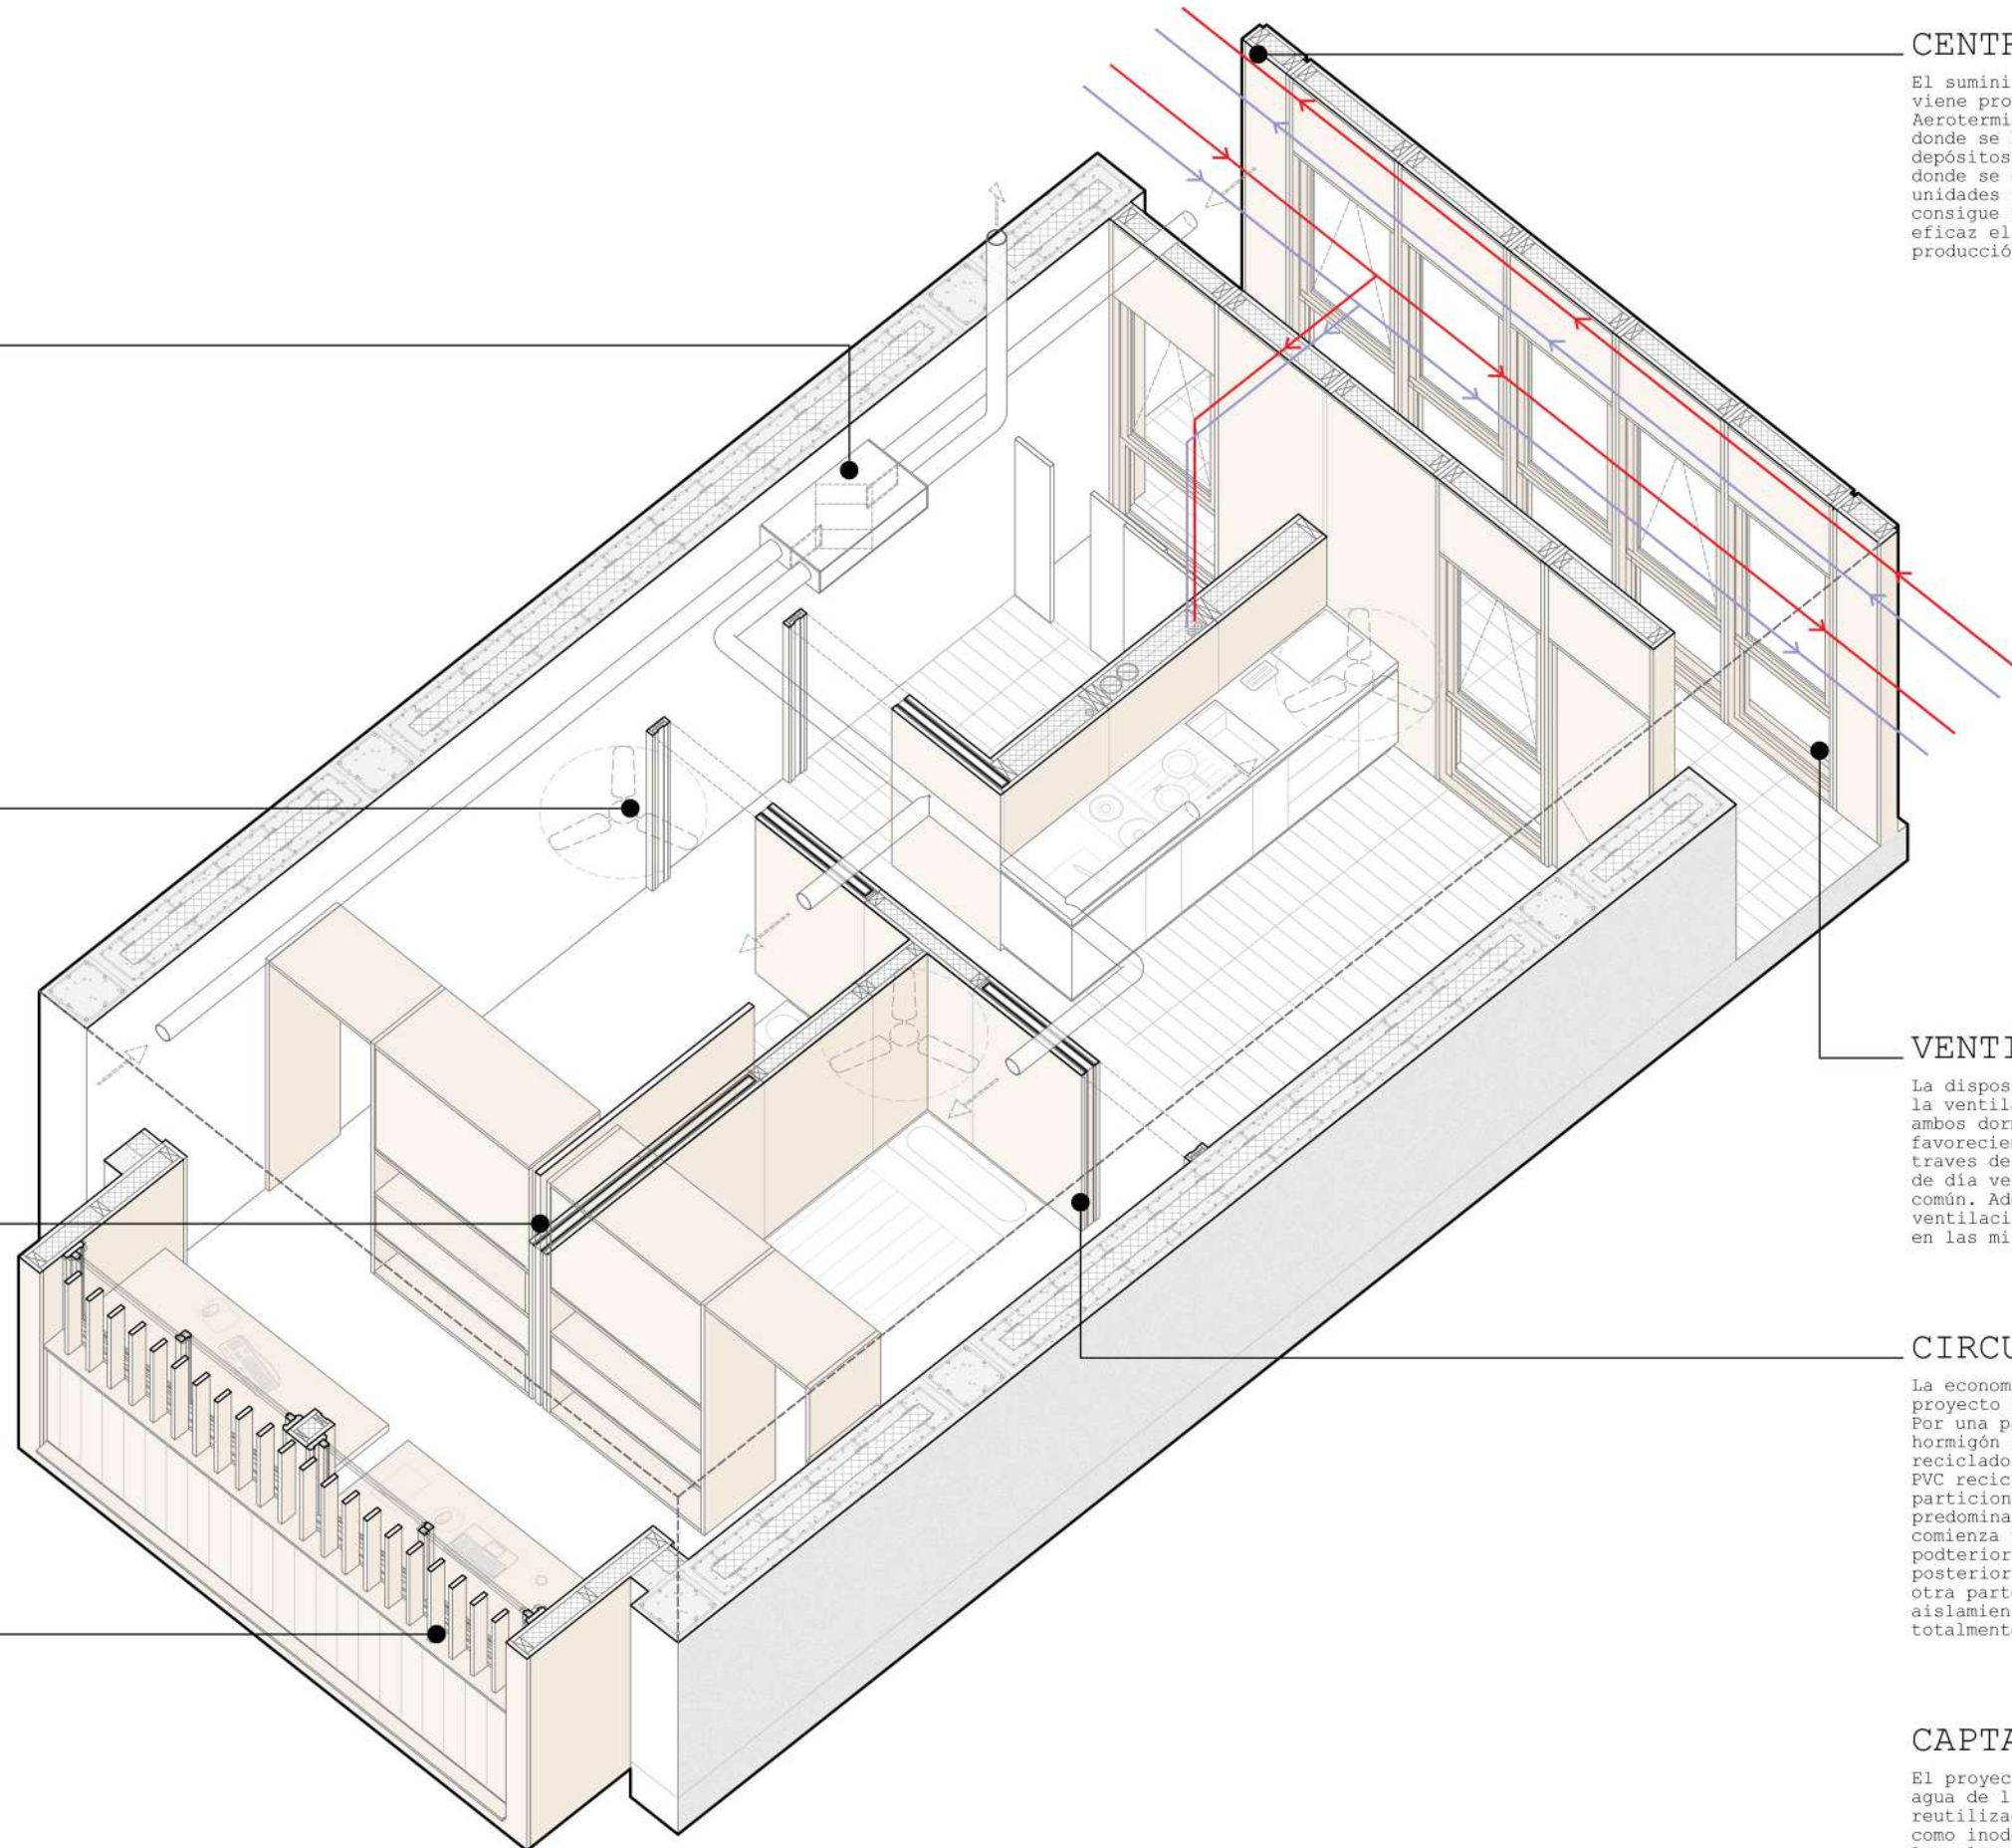 CENTR
El sumini
viene pro
Aerotermi
donde se
depósitos
donde se
unidades
consigue
eficaz el
producció
VENTI
La dispos
la ventil
ambos dor
favorecie
traves de
de día ve
común. Ad
ventilaci
en las mi
CIRCU
La econom
proyecto
Por una p
hormigón
reciclado
PVC recic
particion
predomina
comienza
podterior
posterior
otra part
aislamien
totalment
CAPTA
El proyec
agua de l
reutiliza
como inod